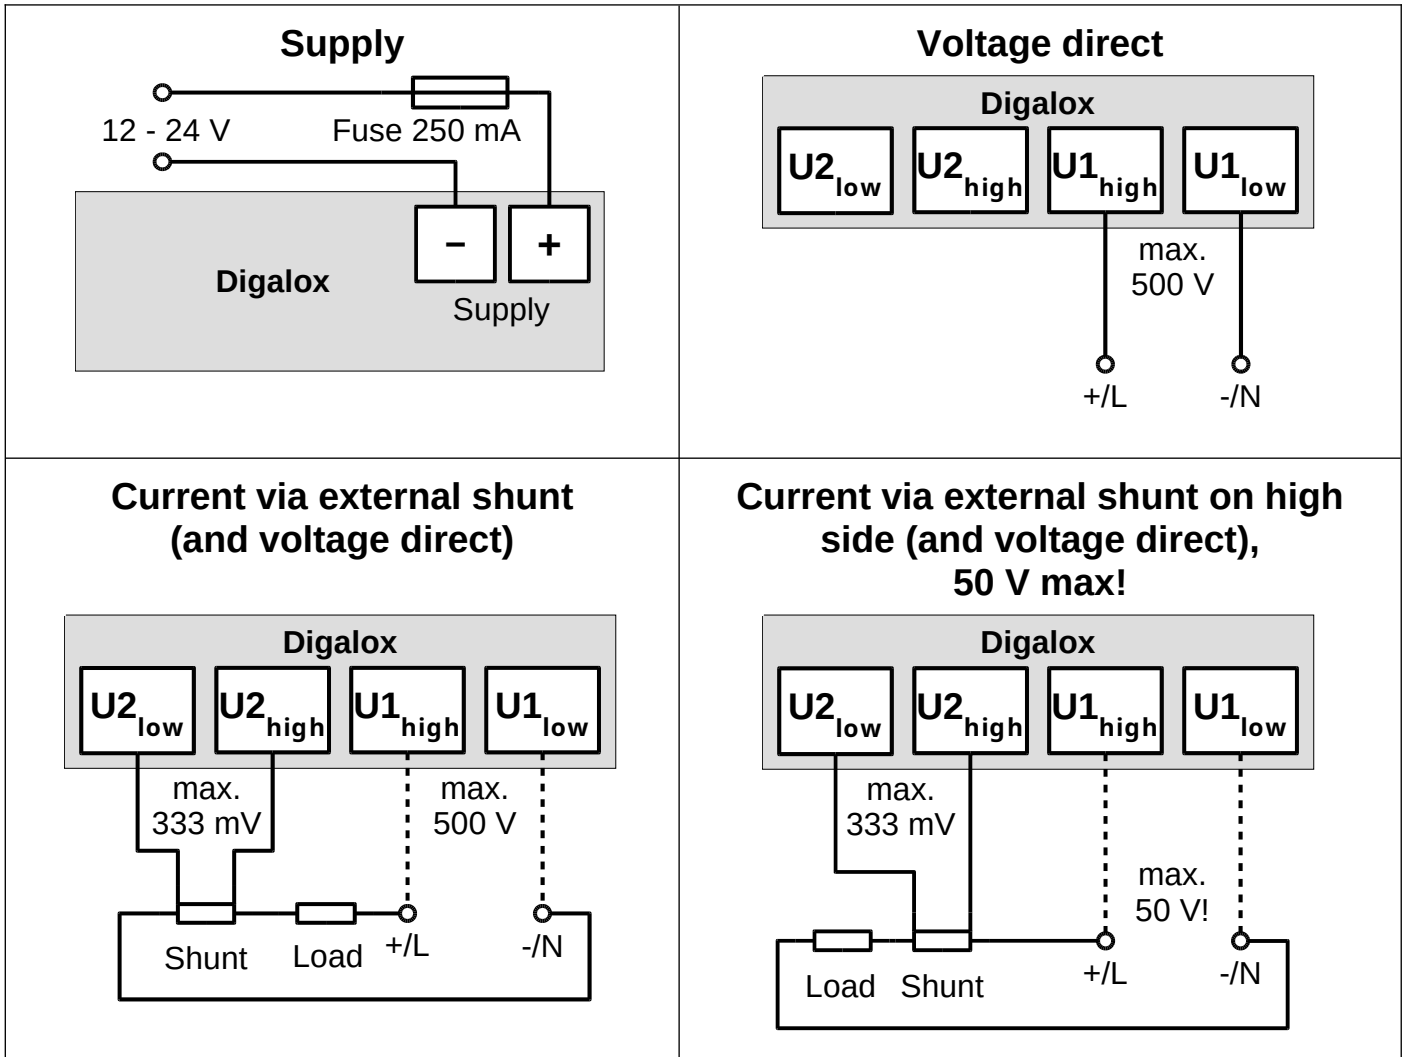 Supply
12 - 24 V
Fuse 250 mA
− +
Digalox
Supply
Voltage direct
Digalox
U2low U2high U1high U1low
max.
500 V
+/L -/N
Current via external shunt
(and voltage direct)
Digalox
U2low U2high U1high U1low
max.
333 mV
max.
500 V
Shunt Load +/L -/N
Current via external shunt on high
side (and voltage direct),
50 V max!
Digalox
U2low U2high U1high U1low
max.
333 mV
max.
50 V!
+/L -/N
Load Shunt